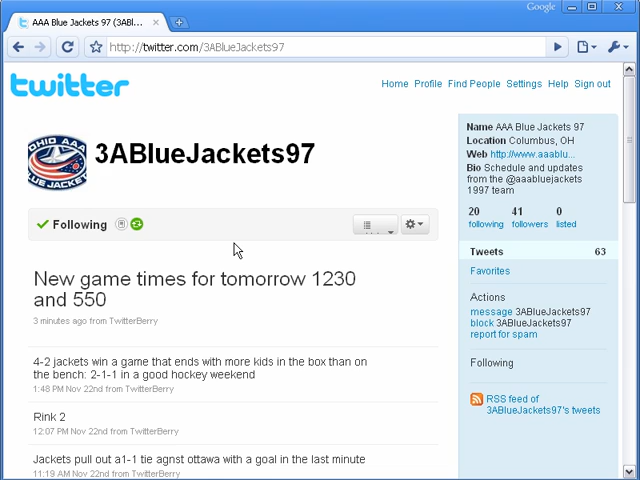 Google
AAA Blue Jackets 97 (3ABl...
http://twitter.com/3ABlueJackets97
twitter
Home Profile Find People Settings Help Sign out
OHIO AAA
BLUE JACKETS
3ABlueJackets97
Following
New game times for tomorrow 1230
and 550
3 minutes ago from TwitterBerry
4-2 jackets win a game that ends with more kids in the box than on
the bench: 2-1-1 in a good hockey weekend
1:48 PM Nov 22nd from TwitterBerry
Rink 2
12:07 PM Nov 22nd from TwitterBerry
Jackets pull out a1-1 tie agnst ottawa with a goal in the last minute
11:19 AM Nov 22nd from TwitterBerry
Name AAA Blue Jackets 97
Location Columbus, OH
Web http://www.aaablu...
Bio Schedule and updates
from the @aaabluejackets
1997 team
20 41 0
following followers listed
Tweets 63
Favorites
Actions
message 3ABlueJackets97
block 3ABlueJackets97
report for spam
Following
RSS feed of
3ABlueJackets97's tweets